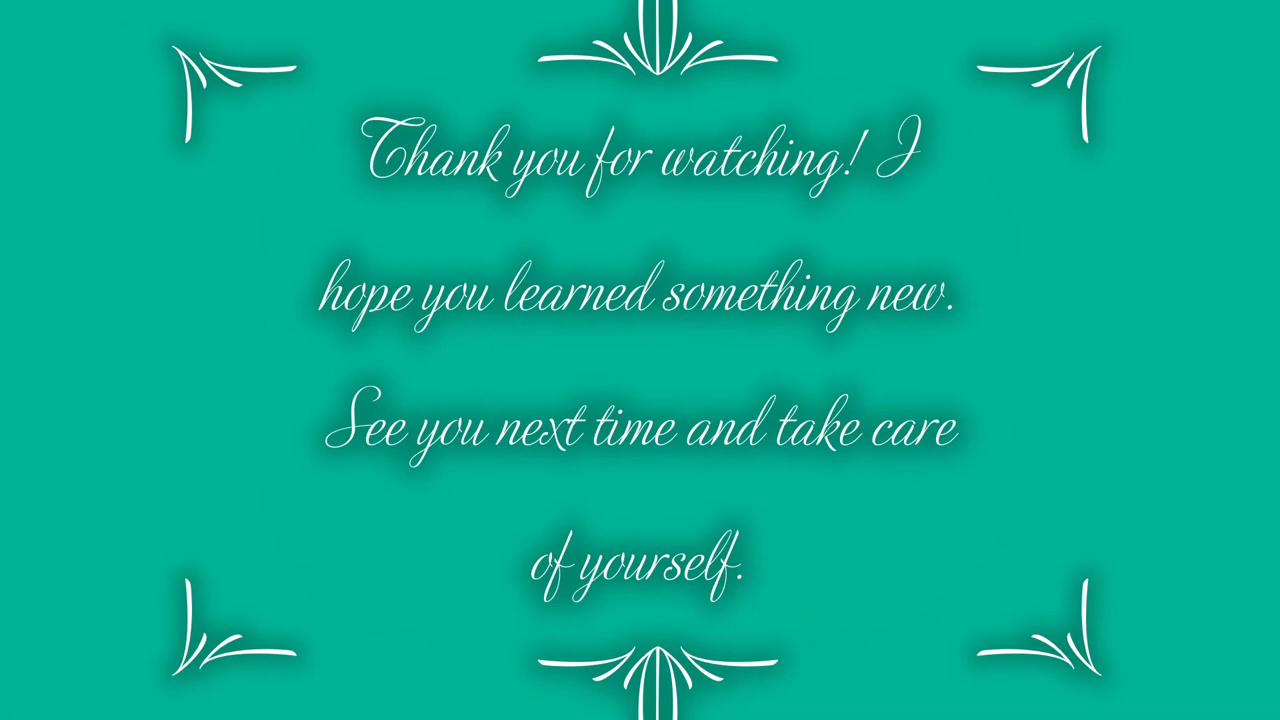 Thank you for watching! I
hope you learned something new.
See you next time and take care
of yourself.